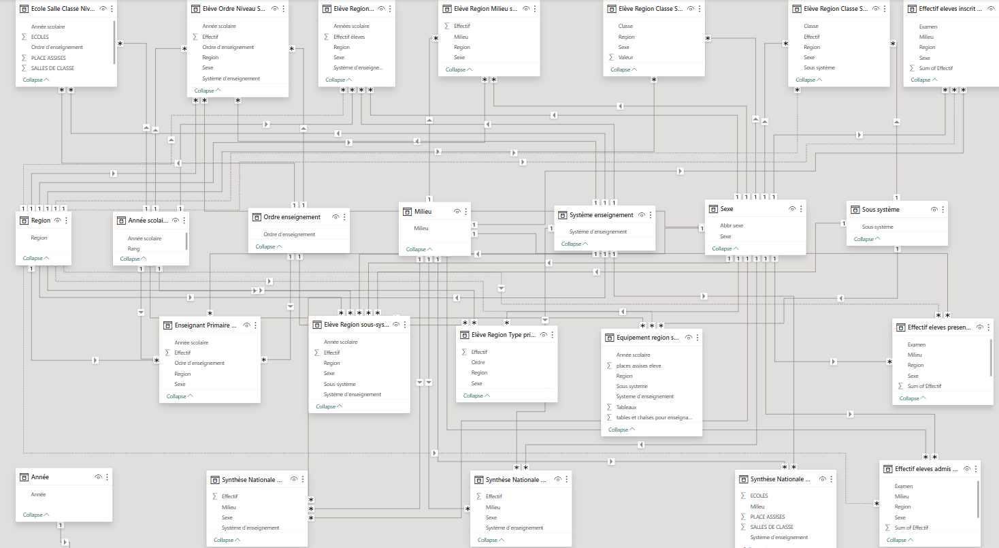 Ecole Salle Classe Niv...
Année scolaire
ECOLES
Ordre d'enseignement
PLACE ASSISES
SALLES DE CLASSE
Collapse
Elève Ordre Niveau S...
Année scolaire
Effectif
Ordre d'enseignement
Region
Sexe
Système d'enseignement
Collapse
Elève Region...
Années scolaire
Effectif élèves
Region
Sexe
Système d'enseigne...
Collapse
Elève Region Milieu s...
Effectif
Milieu
Region
Sexe
Collapse
Elève Region Classe S...
Classe
Region
Sexe
Valeur
Collapse
Elève Region Classe S...
Classe
Effectif
Region
Sexe
Sous système
Collapse
Effectif eleves inscrit ...
Examen
Milieu
Region
Sexe
Sum of Effectif
Collapse
Region
Region
Collapse
Année scolai...
Année scolaire
Rang
Collapse
Ordre enseignement
Ordre d'enseignement
Collapse
Milieu
Milieu
Collapse
Système enseignement
Système d'enseignement
Collapse
Sexe
Abbr sexe
Sexe
Collapse
Sous système
Sous système
Collapse
Enseignant Primaire ...
Année scolaire
Effectif
Odre d'enseignement
Region
Sexe
Collapse
Elève Region sous-sys...
Année scolaire
Effectif
Region
Sexe
Sous-système
Système d'enseignement
Collapse
Elève Region Type pri...
Effectif
Ordre
Region
Sexe
Collapse
Equipement region s...
Année scolaire
places assises eleve
Region
Sous systeme
Systeme d'enseignement
Tableaux
tables et chaises pour enseigna...
Collapse
Effectif eleves presen...
Examen
Milieu
Region
Sexe
Sum of Effectif
Collapse
Année
Année
Collapse
Synthèse Nationale ...
Effectif
Milieu
Sexe
Système d'enseignement
Collapse
Synthèse Nationale ...
Effectif
Milieu
Sexe
Système d'enseignement
Collapse
Synthèse Nationale ...
ECOLES
Milieu
PLACE ASSISES
SALLES DE CLASSE
Système d'enseignement
Effectif eleves admis ...
Examen
Milieu
Region
Sexe
Sum of Effectif
Collapse